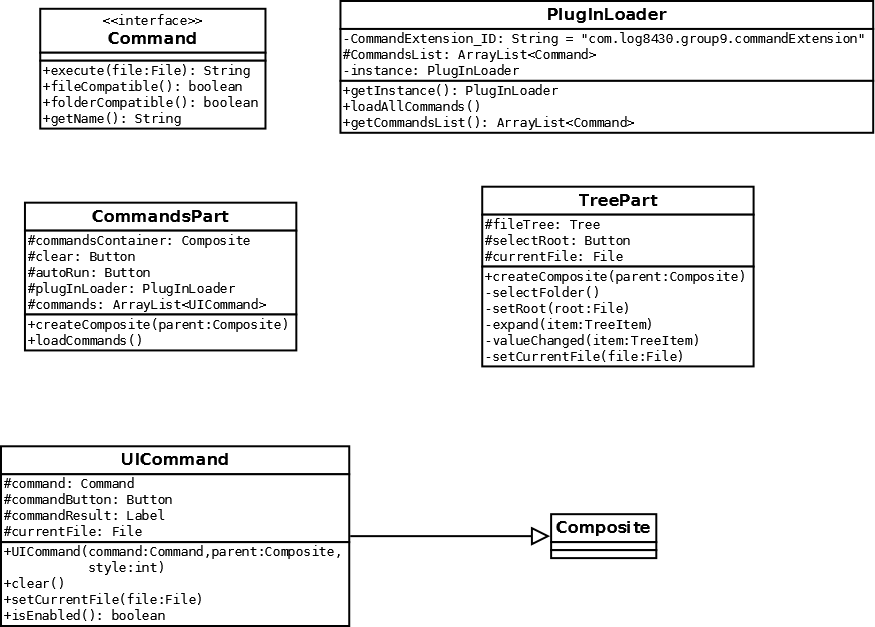 <<interface>>
Command
+execute(file:File): String
+fileCompatible(): boolean
+folderCompatible(): boolean
+getName(): String
PlugInLoader
-CommandExtension_ID: String = "com.log8430.group9.commandExtension"
#CommandsList: ArrayList<Command>
-instance: PlugInLoader
+getInstance(): PlugInLoader
+loadAllCommands()
+getCommandsList(): ArrayList<Command>
CommandsPart
#commandsContainer: Composite
#clear: Button
#autoRun: Button
#plugInLoader: PlugInLoader
#commands: ArrayList<UICommand>
+createComposite(parent:Composite)
+loadCommands()
TreePart
#fileTree: Tree
#selectRoot: Button
#currentFile: File
+createComposite(parent:Composite)
-selectFolder()
-setRoot(root:File)
-expand(item:TreeItem)
-valueChanged(item:TreeItem)
-setCurrentFile(file:File)
UICommand
#command: Command
#commandButton: Button
#commandResult: Label
#currentFile: File
+UICommand(command:Command,parent:Composite,
style:int)
+clear()
+setCurrentFile(file:File)
+isEnabled(): boolean
Composite